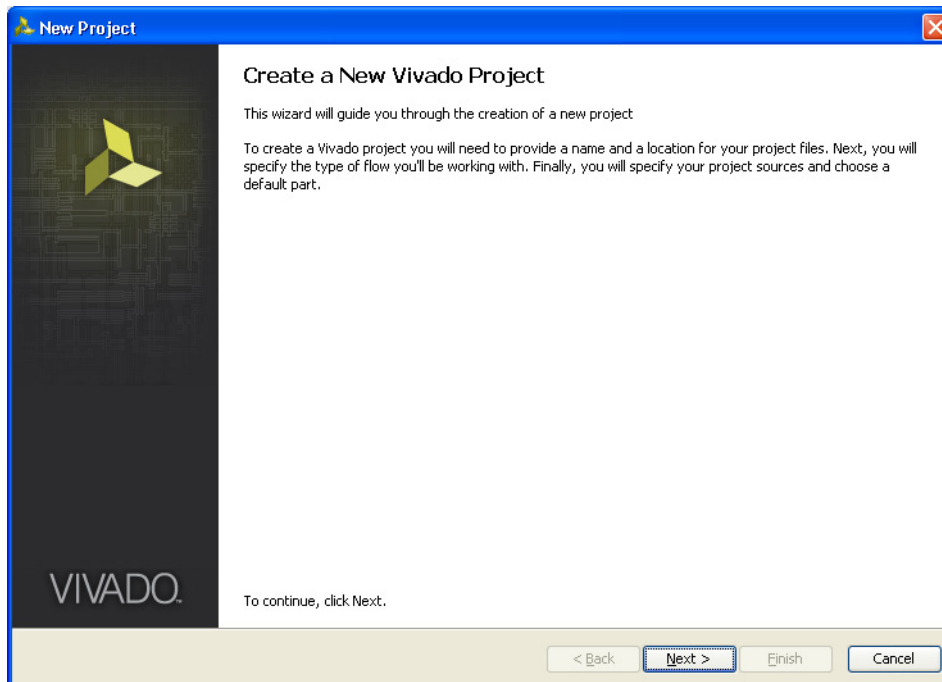 New Project
Create a New Vivado Project
This wizard will guide you through the creation of a new project
To create a Vivado project you will need to provide a name and a location for your project files. Next, you will
specify the type of flow you'll be working with. Finally, you will specify your project sources and choose a
default part.
VIVADO.
To continue, click Next.
< Back
Next >
Finish
Cancel